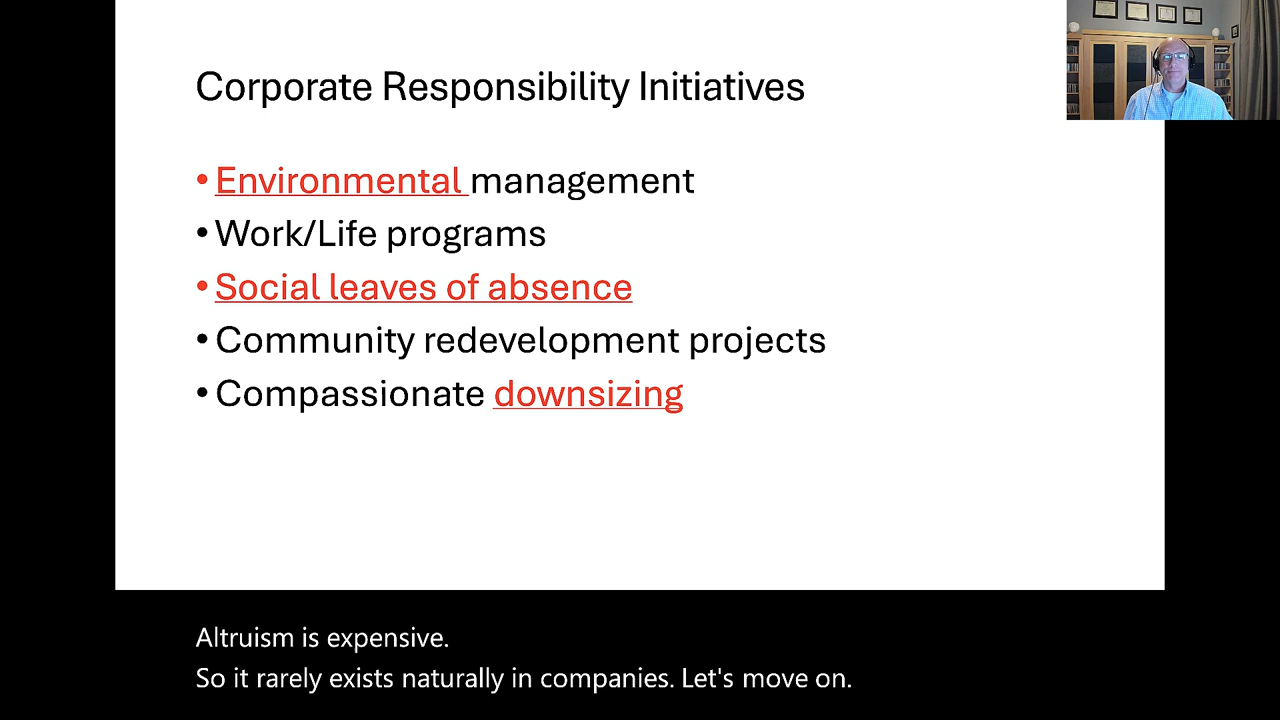 Corporate Responsibility Initiatives
• Environmental management
• Work/Life programs
• Social leaves of absence
• Community redevelopment projects
• Compassionate downsizing
Altruism is expensive.
So it rarely exists naturally in companies. Let's move on.